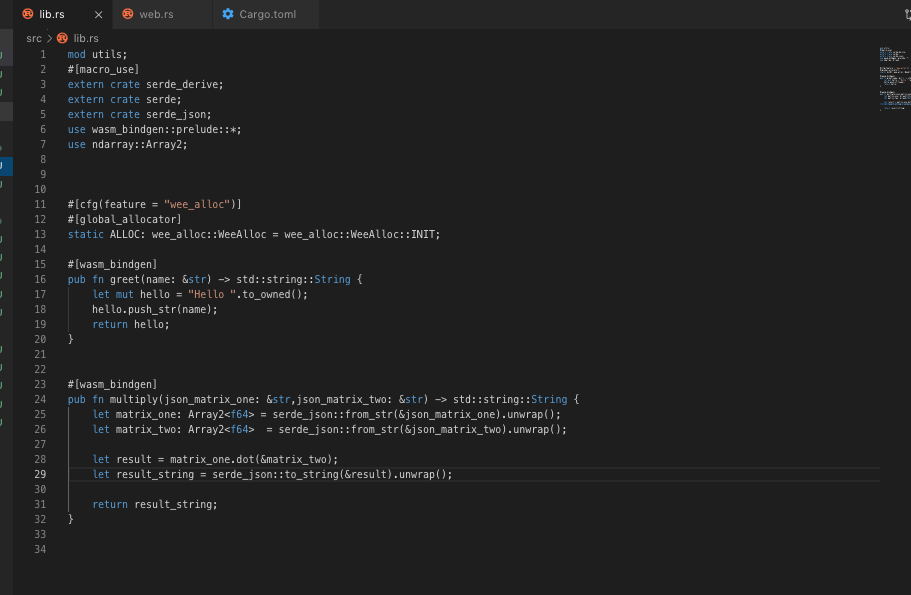 lib.rs
web.rs
Cargo.toml
src > lib.rs
1 mod utils;
2 #[macro_use]
3 extern crate serde_derive;
4 extern crate serde;
5 extern crate serde_json;
6 use wasm_bindgen::prelude::*;
7 use ndarray::Array2;
8
9
10
11 #[cfg(feature = "wee_alloc")]
12 #[global_allocator]
13 static ALLOC: wee_alloc::WeeAlloc = wee_alloc::WeeAlloc::INIT;
14
15 #[wasm_bindgen]
16 pub fn greet(name: &str) -> std::string::String {
17 let mut hello = "Hello ".to_owned();
18 hello.push_str(name);
19 return hello;
20 }
21
22
23 #[wasm_bindgen]
24 pub fn multiply(json_matrix_one: &str,json_matrix_two: &str) -> std::string::String {
25 let matrix_one: Array2<f64> = serde_json::from_str(&json_matrix_one).unwrap();
26 let matrix_two: Array2<f64>  = serde_json::from_str(&json_matrix_two).unwrap();
27
28 let result = matrix_one.dot(&matrix_two);
29 let result_string = serde_json::to_string(&result).unwrap();
30
31 return result_string;
32 }
33
34